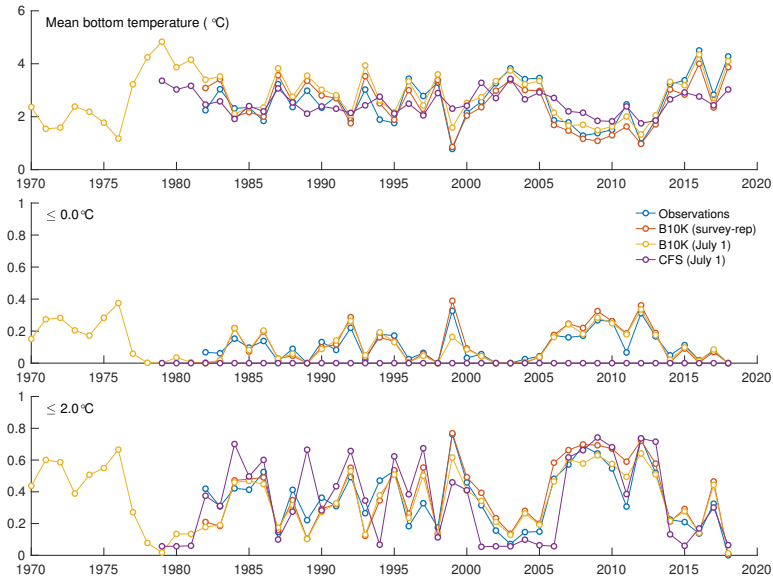 Mean bottom temperature ( °C)
6
4
2
0
1970 1975 1980 1985 1990 1995 2000 2005 2010 2015 2020
≤ 0.0°C
1
0.8
0.6
0.4
0.2
0
Observations
B10K (survey-rep)
B10K (July 1)
CFS (July 1)
1970 1975 1980 1985 1990 1995 2000 2005 2010 2015 2020
≤ 2.0°C
1
0.8
0.6
0.4
0.2
0
1970 1975 1980 1985 1990 1995 2000 2005 2010 2015 2020